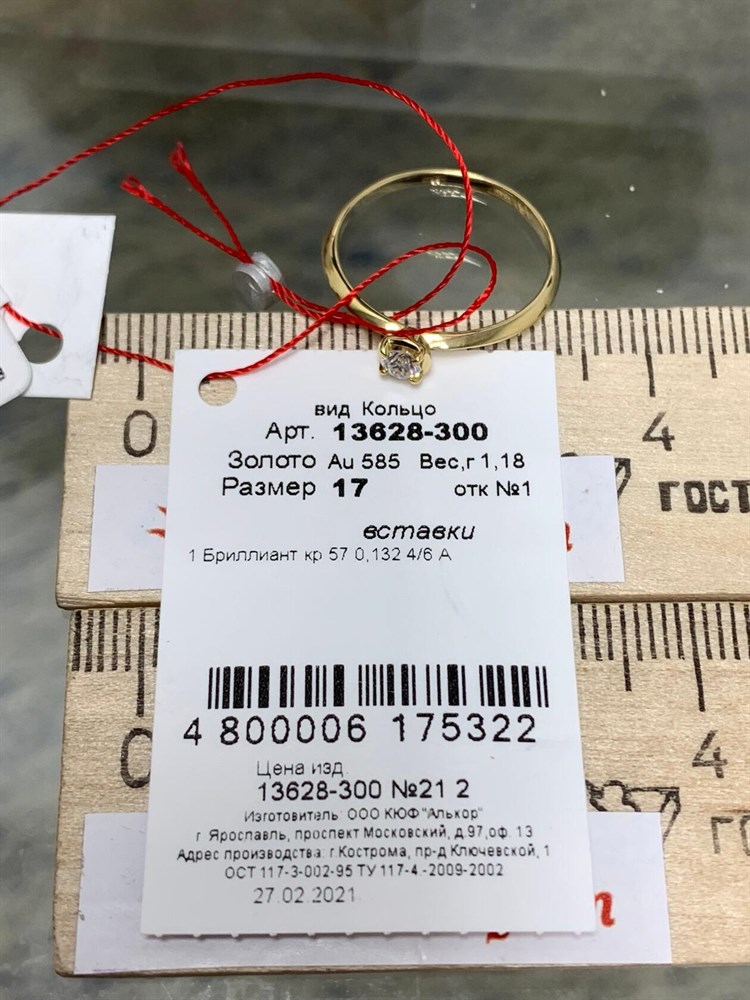 вид Кольцо
Арт. 13628-300
Золото Au 585 Вес,г 1,18
Размер 17 отк №1
вставки
1 Бриллиант кр 57 0,132 4/6 А
4 800006 175322
Цена изд
13628-300 №21 2
Изготовитель: ООО КЮФ "Алькор"
г Ярославль, проспект Московский, д.97,оф. 13
Адрес производства: г.Кострома, пр-д Ключевской, 1
ОСТ 117-3-002-95 ТУ 117-4.-2009-2002
27.02.2021
0
4
ГОСТ
0
4